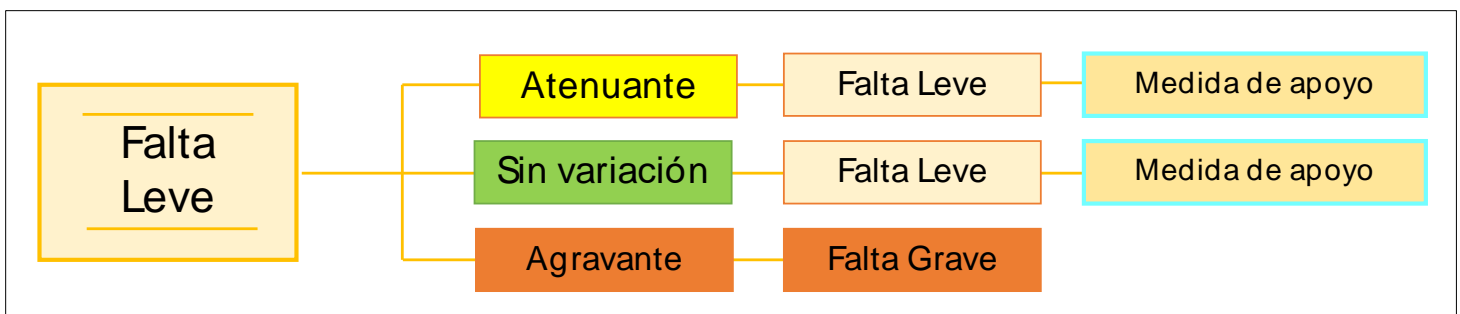 Falta
Leve
Atenuante
Falta Leve
Medida de apoyo
Sin variación
Falta Leve
Medida de apoyo
Agravante
Falta Grave